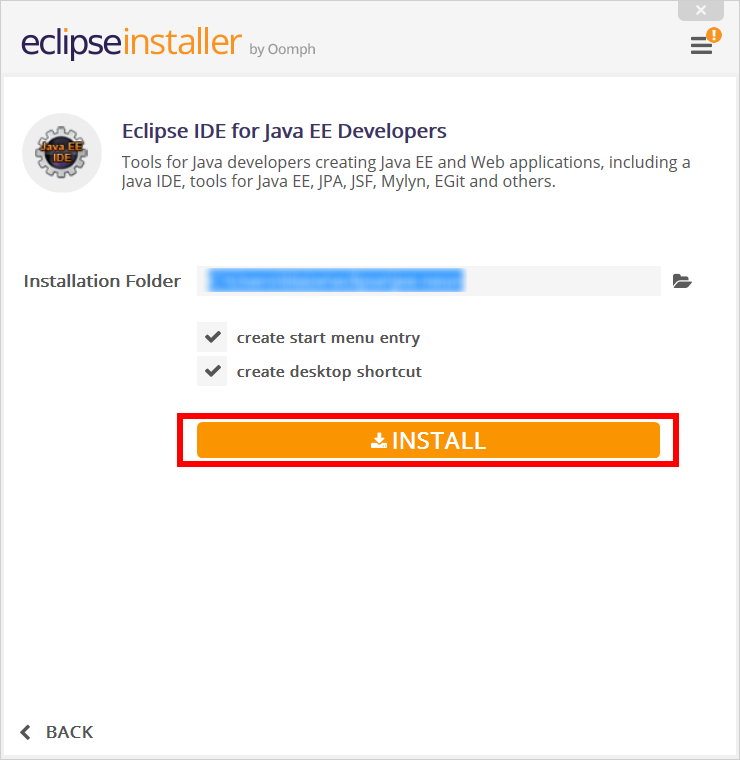 eclipseinstaller by Oomph
Java EE
IDE
Eclipse IDE for Java EE Developers
Tools for Java developers creating Java EE and Web applications, including a
Java IDE, tools for Java EE, JPA, JSF, Mylyn, EGit and others.
Installation Folder
create start menu entry
create desktop shortcut
INSTALL
BACK